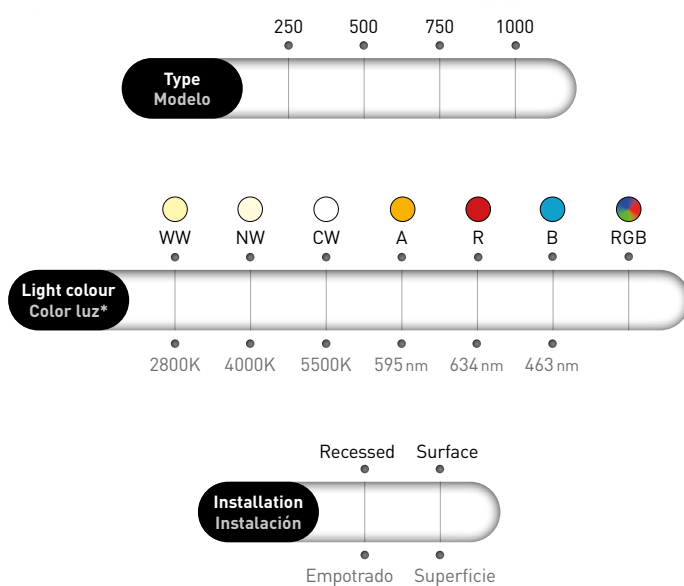 250 500 750 1000
Type
Modelo
WW NW CW A R B RGB
Light colour
Color luz*
2800K 4000K 5500K 595 nm 634 nm 463 nm
Recessed Surface
Installation
Instalación
Empotrado Superficie